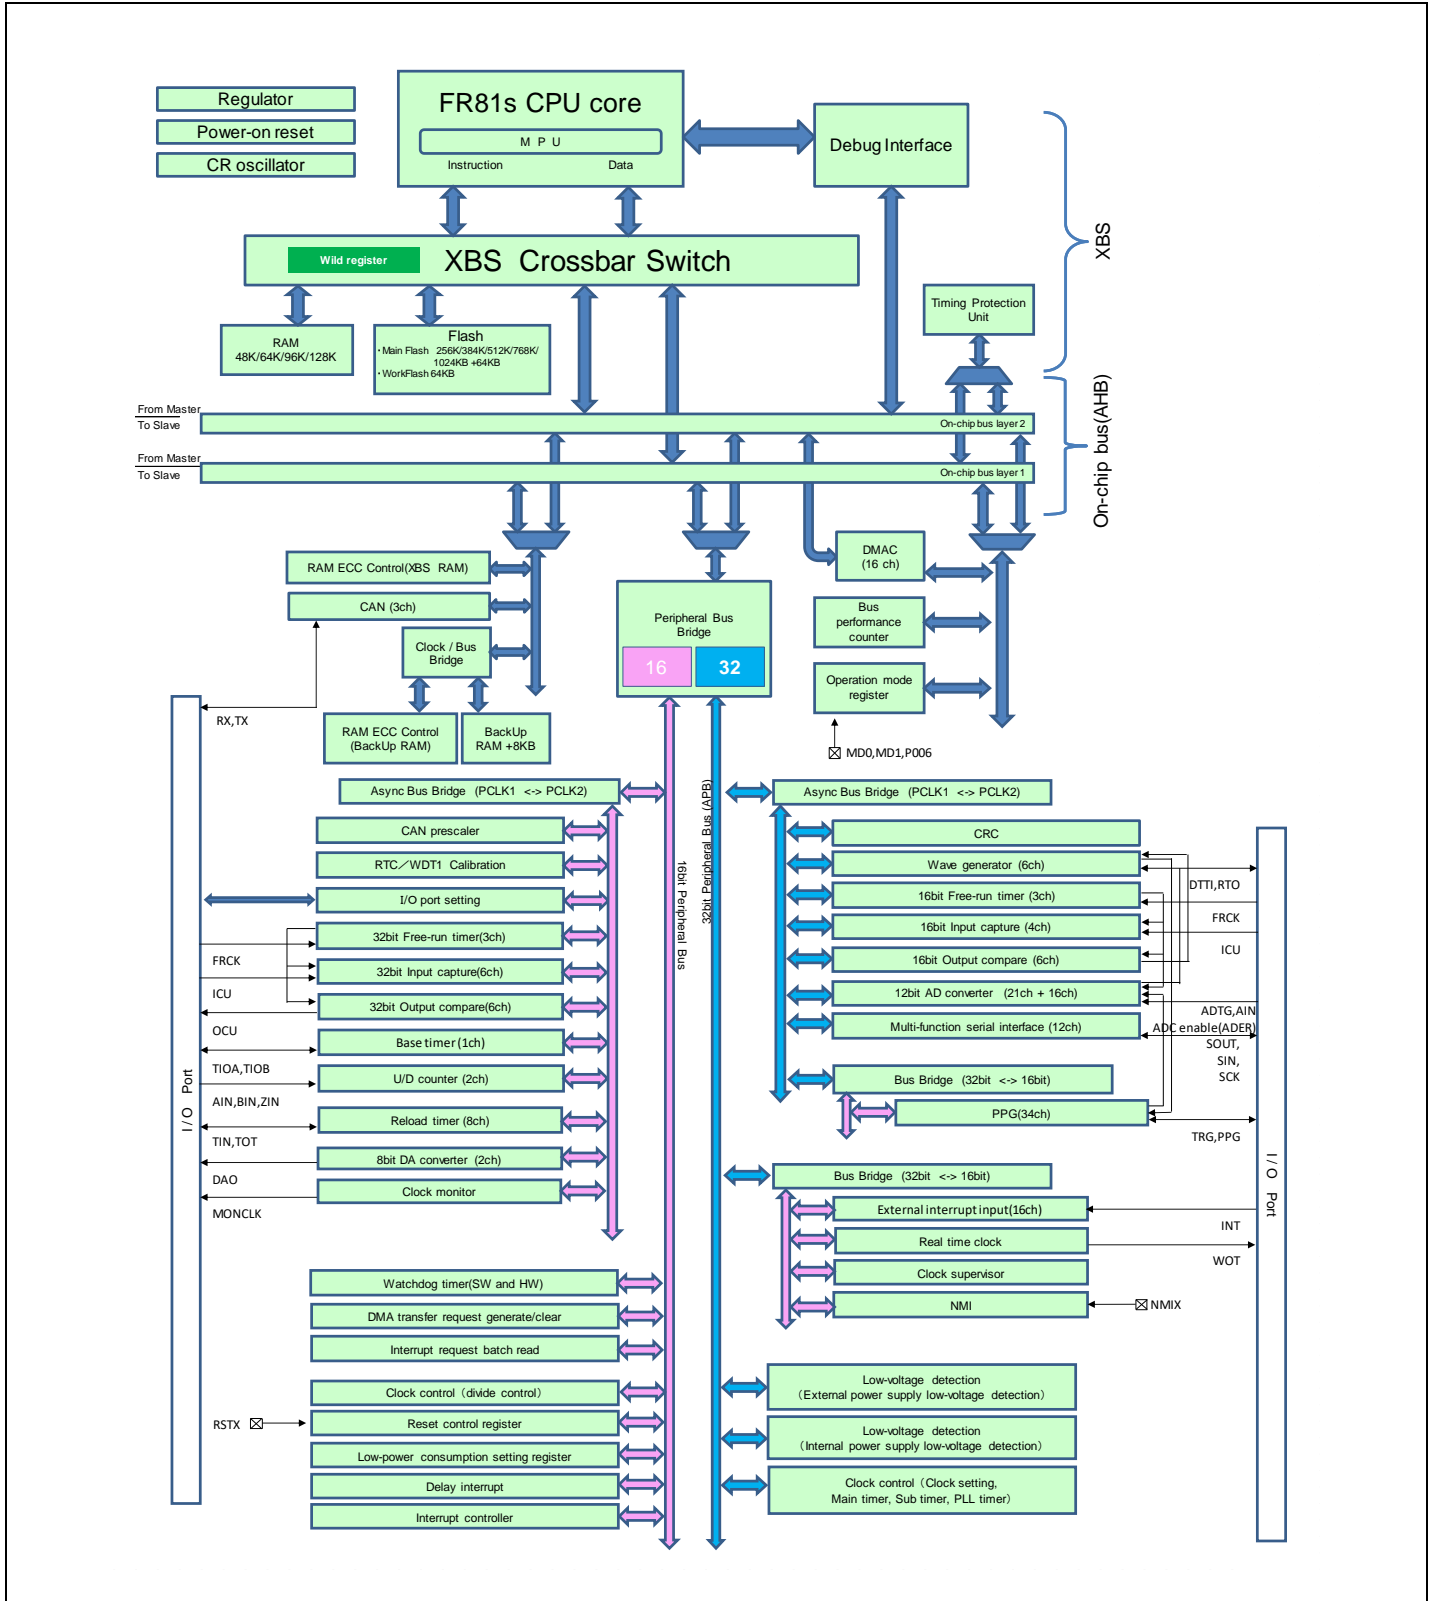 Regulator
Power-on reset
CR oscillator
FR81s CPU core
M P U
Instruction Data
Debug Interface
XBS
Wild register
XBS Crossbar Switch
Timing Protection
Unit
RAM
48K/64K/96K/128K
Flash
・Main Flash 256K/384K/512K/768K/
1024KB +64KB
・WorkFlash 64KB
On-chip bus(AHB)
From Master
To Slave
On-chip bus layer 2
From Master
To Slave
On-chip bus layer 1
RAM ECC Control(XBS RAM)
CAN (3ch)
Clock / Bus
Bridge
RAM ECC Control
(BackUp RAM)
BackUp
RAM +8KB
RX,TX
Peripheral Bus
Bridge
16
32
DMAC
(16 ch)
Bus
performance
counter
Operation mode
register
MD0,MD1,P006
16bit Peripheral Bus
32bit Peripheral Bus (APB)
I / O Port
Async Bus Bridge (PCLK1 <-> PCLK2)
CAN prescaler
RTC／WDT1 Calibration
I/O port setting
32bit Free-run timer(3ch)
FRCK
32bit Input capture(6ch)
ICU
32bit Output compare(6ch)
OCU
Base timer (1ch)
TIOA,TIOB
U/D counter (2ch)
AIN,BIN,ZIN
Reload timer (8ch)
TIN,TOT
8bit DA converter (2ch)
DAO
Clock monitor
MONCLK
Watchdog timer(SW and HW)
DMA transfer request generate/clear
Interrupt request batch read
Clock control（divide control）
RSTX
Reset control register
Low-power consumption setting register
Delay interrupt
Interrupt controller
Async Bus Bridge (PCLK1 <-> PCLK2)
CRC
Wave generator (6ch)
DTTI,RTO
16bit Free-run timer (3ch)
FRCK
16bit Input capture (4ch)
ICU
16bit Output compare (6ch)
12bit AD converter (21ch + 16ch)
ADTG,AIN
ADC enable(ADER)
Multi-function serial interface (12ch)
SOUT,
SIN,
SCK
Bus Bridge (32bit <-> 16bit)
PPG(34ch)
TRG,PPG
I / O Port
Bus Bridge (32bit <-> 16bit)
External interrupt input(16ch)
INT
Real time clock
WOT
Clock supervisor
NMI
NMIX
Low-voltage detection
（External power supply low-voltage detection）
Low-voltage detection
（Internal power supply low-voltage detection）
Clock control（Clock setting,
Main timer, Sub timer, PLL timer）